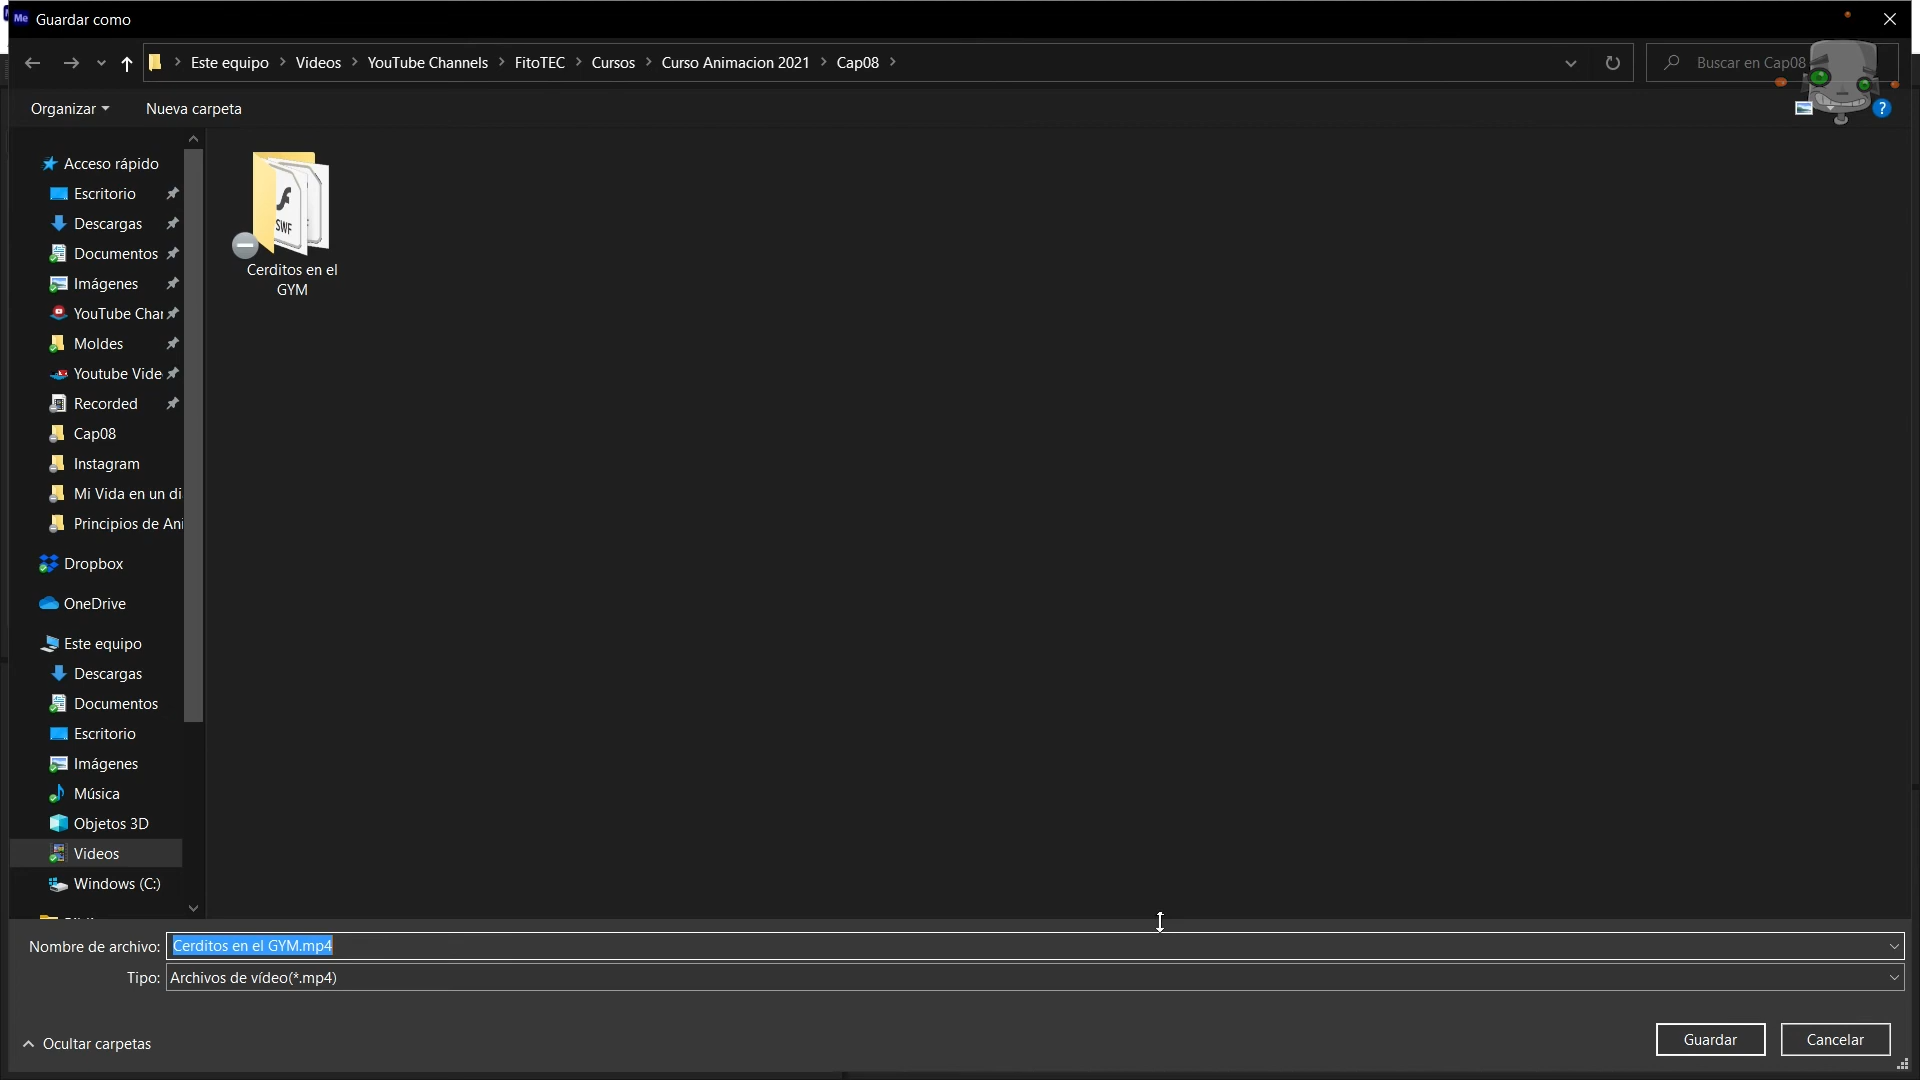 Me Guardar como
Este equipo > Videos > YouTube Channels > FitoTEC > Cursos > Curso Animacion 2021 > Cap08 >
Buscar en Cap08
Organizar
Nueva carpeta
?
Acceso rápido
Escritorio
Descargas
Documentos
Imágenes
YouTube Chan
Moldes
Youtube Vide
Recorded
Cap08
Instagram
Mi Vida en un di
Principios de Ani
Dropbox
OneDrive
Este equipo
Descargas
Documentos
Escritorio
Imágenes
Música
Objetos 3D
Videos
Windows (C:)
SWF
Cerditos en el
GYM
Nombre de archivo: Cerditos en el GYM.mp4
Tipo: Archivos de vídeo(*.mp4)
Ocultar carpetas
Guardar
Cancelar